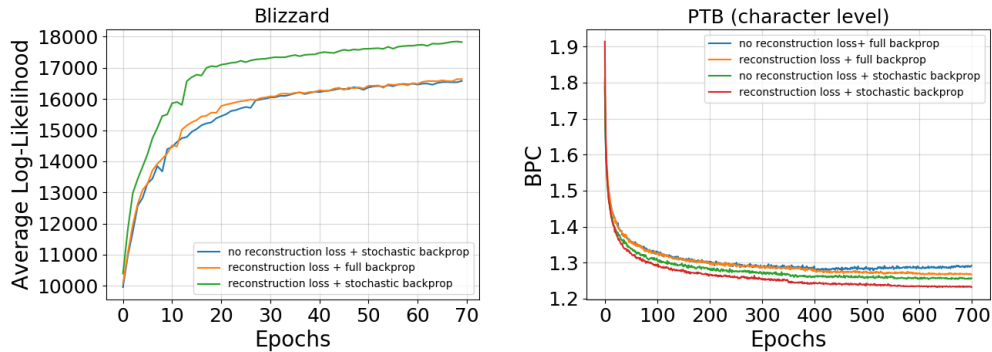 Blizzard
18000
17000
16000
15000
14000
13000
12000
11000
10000
Average Log-Likelihood
no reconstruction loss + stochastic backprop
reconstruction loss + full backprop
reconstruction loss + stochastic backprop
0 10 20 30 40 50 60 70
Epochs
PTB (character level)
1.9
1.8
1.7
1.6
1.5
1.4
1.3
1.2
BPC
no reconstruction loss+ full backprop
reconstruction loss + full backprop
no reconstruction loss + stochastic backprop
reconstruction loss + stochastic backprop
0 100 200 300 400 500 600 700
Epochs